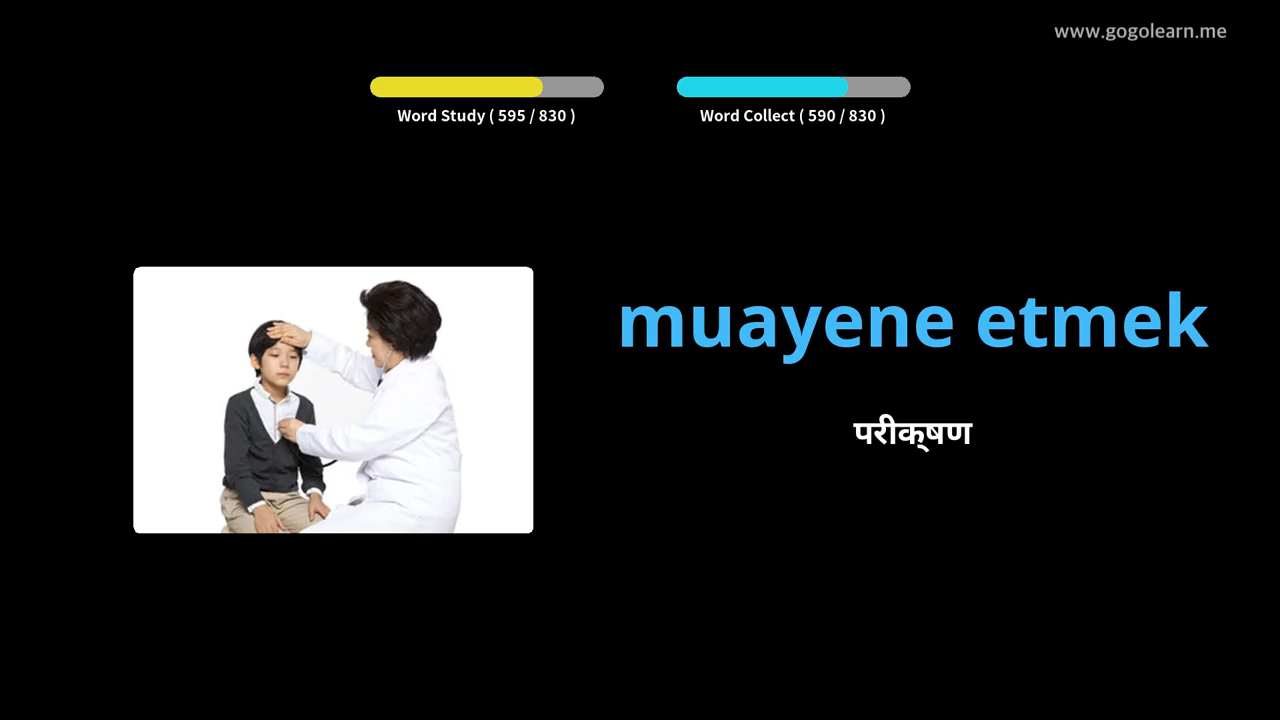 www.gogolearn.me
Word Study ( 595 / 830 )
Word Collect ( 590 / 830 )
muayene etmek
परीक्षण